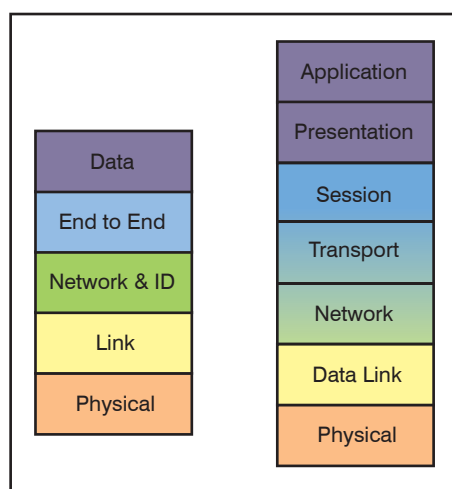 Data
End to End
Network & ID
Link
Physical
Application
Presentation
Session
Transport
Network
Data Link
Physical